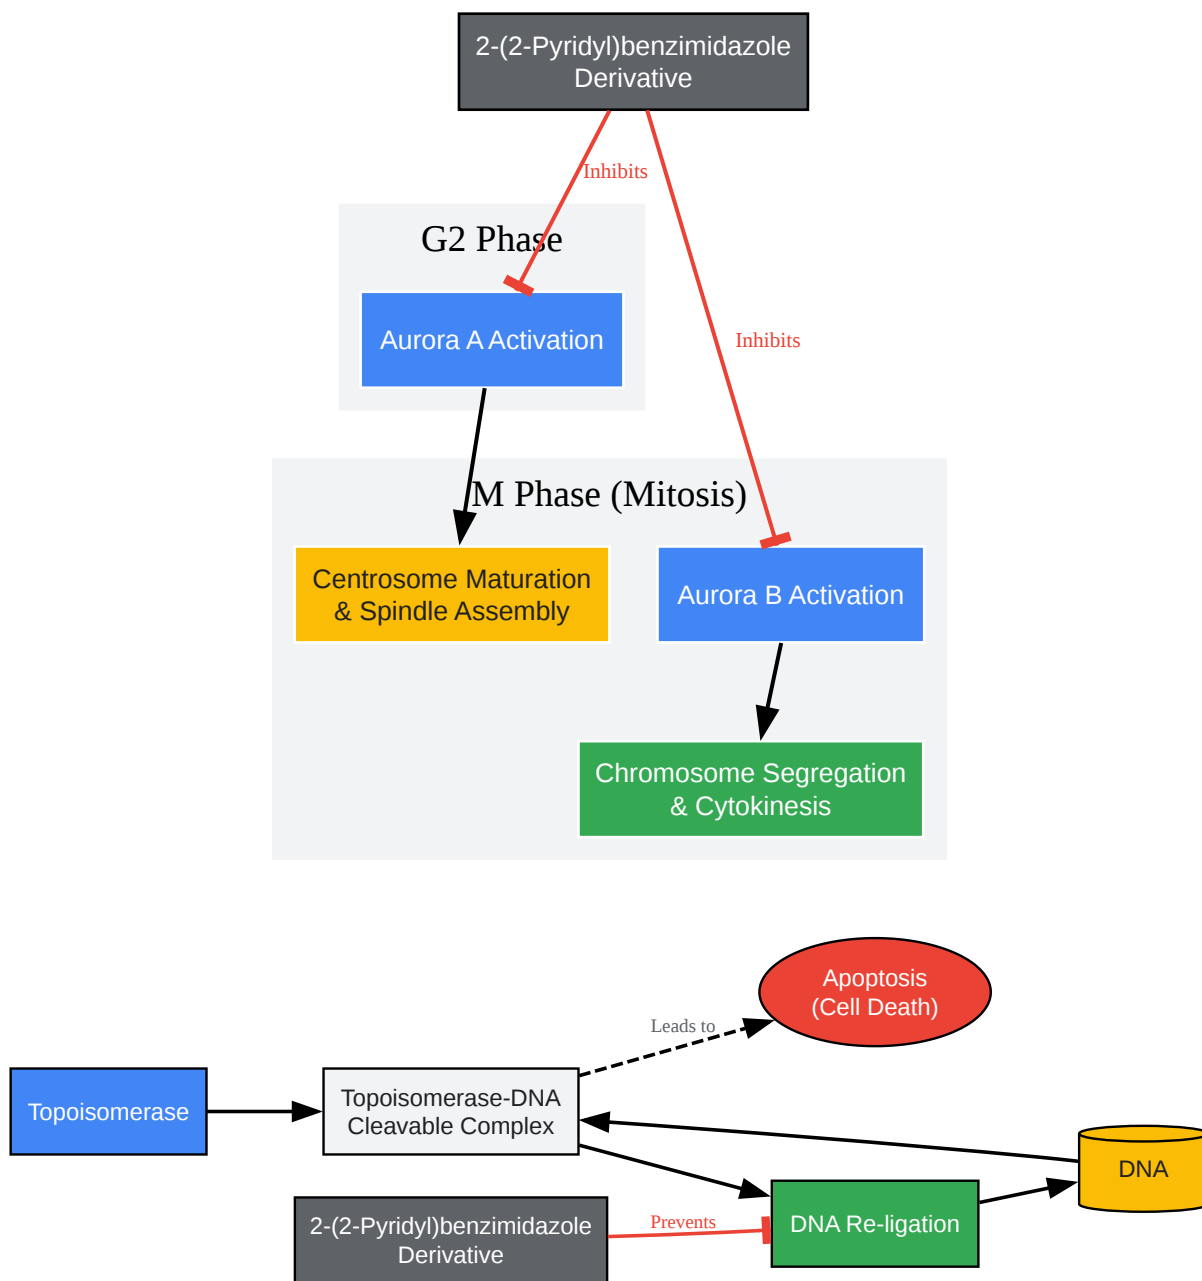 2-(2-Pyridyl)benzimidazole
Derivative
Inhibits
G2 Phase
Aurora A Activation
Inhibits
M Phase (Mitosis)
Centrosome Maturation
& Spindle Assembly
Aurora B Activation
Chromosome Segregation
& Cytokinesis
Apoptosis
(Cell Death)
Leads to
Topoisomerase
Topoisomerase-DNA
Cleavable Complex
DNA
2-(2-Pyridyl)benzimidazole
Derivative
Prevents
DNA Re-ligation